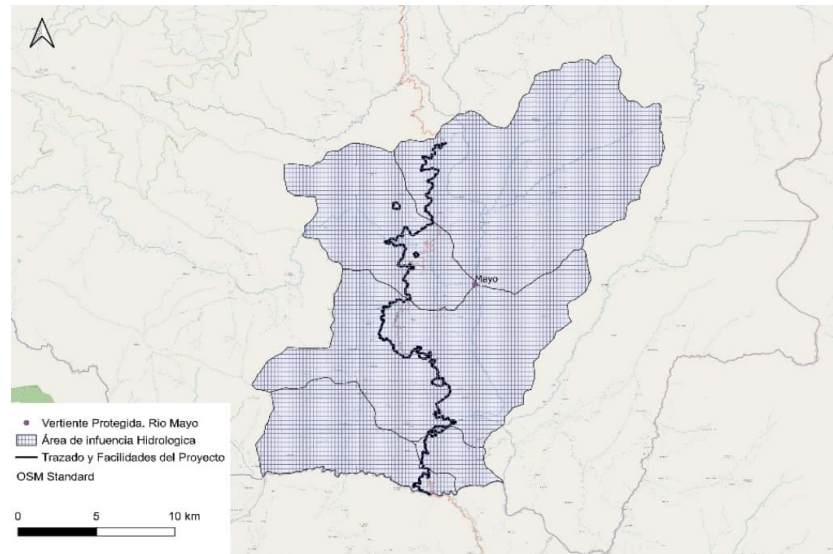 Mayo
Vertiente Protegida. Rio Mayo
Área de infuencia Hidrologica
Trazado y Facilidades del Proyecto
OSM Standard
0 5 10 km